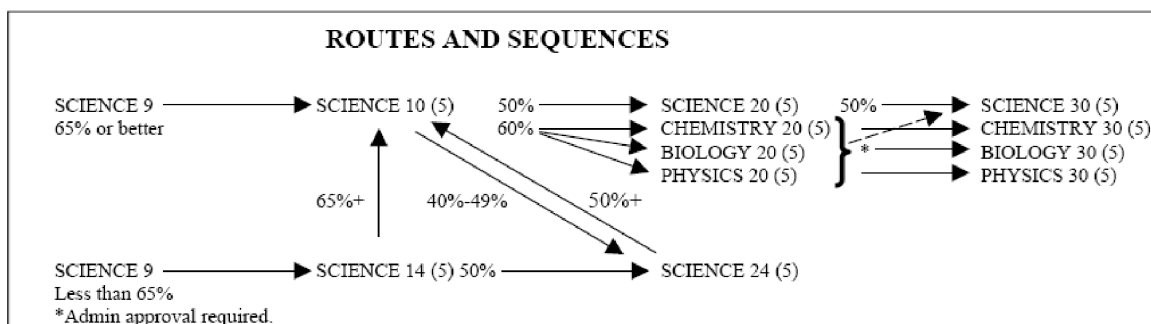 ROUTES AND SEQUENCES
SCIENCE 9 SCIENCE 10 (5) 50% SCIENCE 20 (5) 50% SCIENCE 30 (5)
65% or better 60% CHEMISTRY 20 (5) CHEMISTRY 30 (5)
BIOLOGY 20 (5) * BIOLOGY 30 (5)
PHYSICS 20 (5) PHYSICS 30 (5)
65%+ 40%-49% 50%+
SCIENCE 9 SCIENCE 14 (5) 50% SCIENCE 24 (5)
Less than 65%
*Admin approval required.